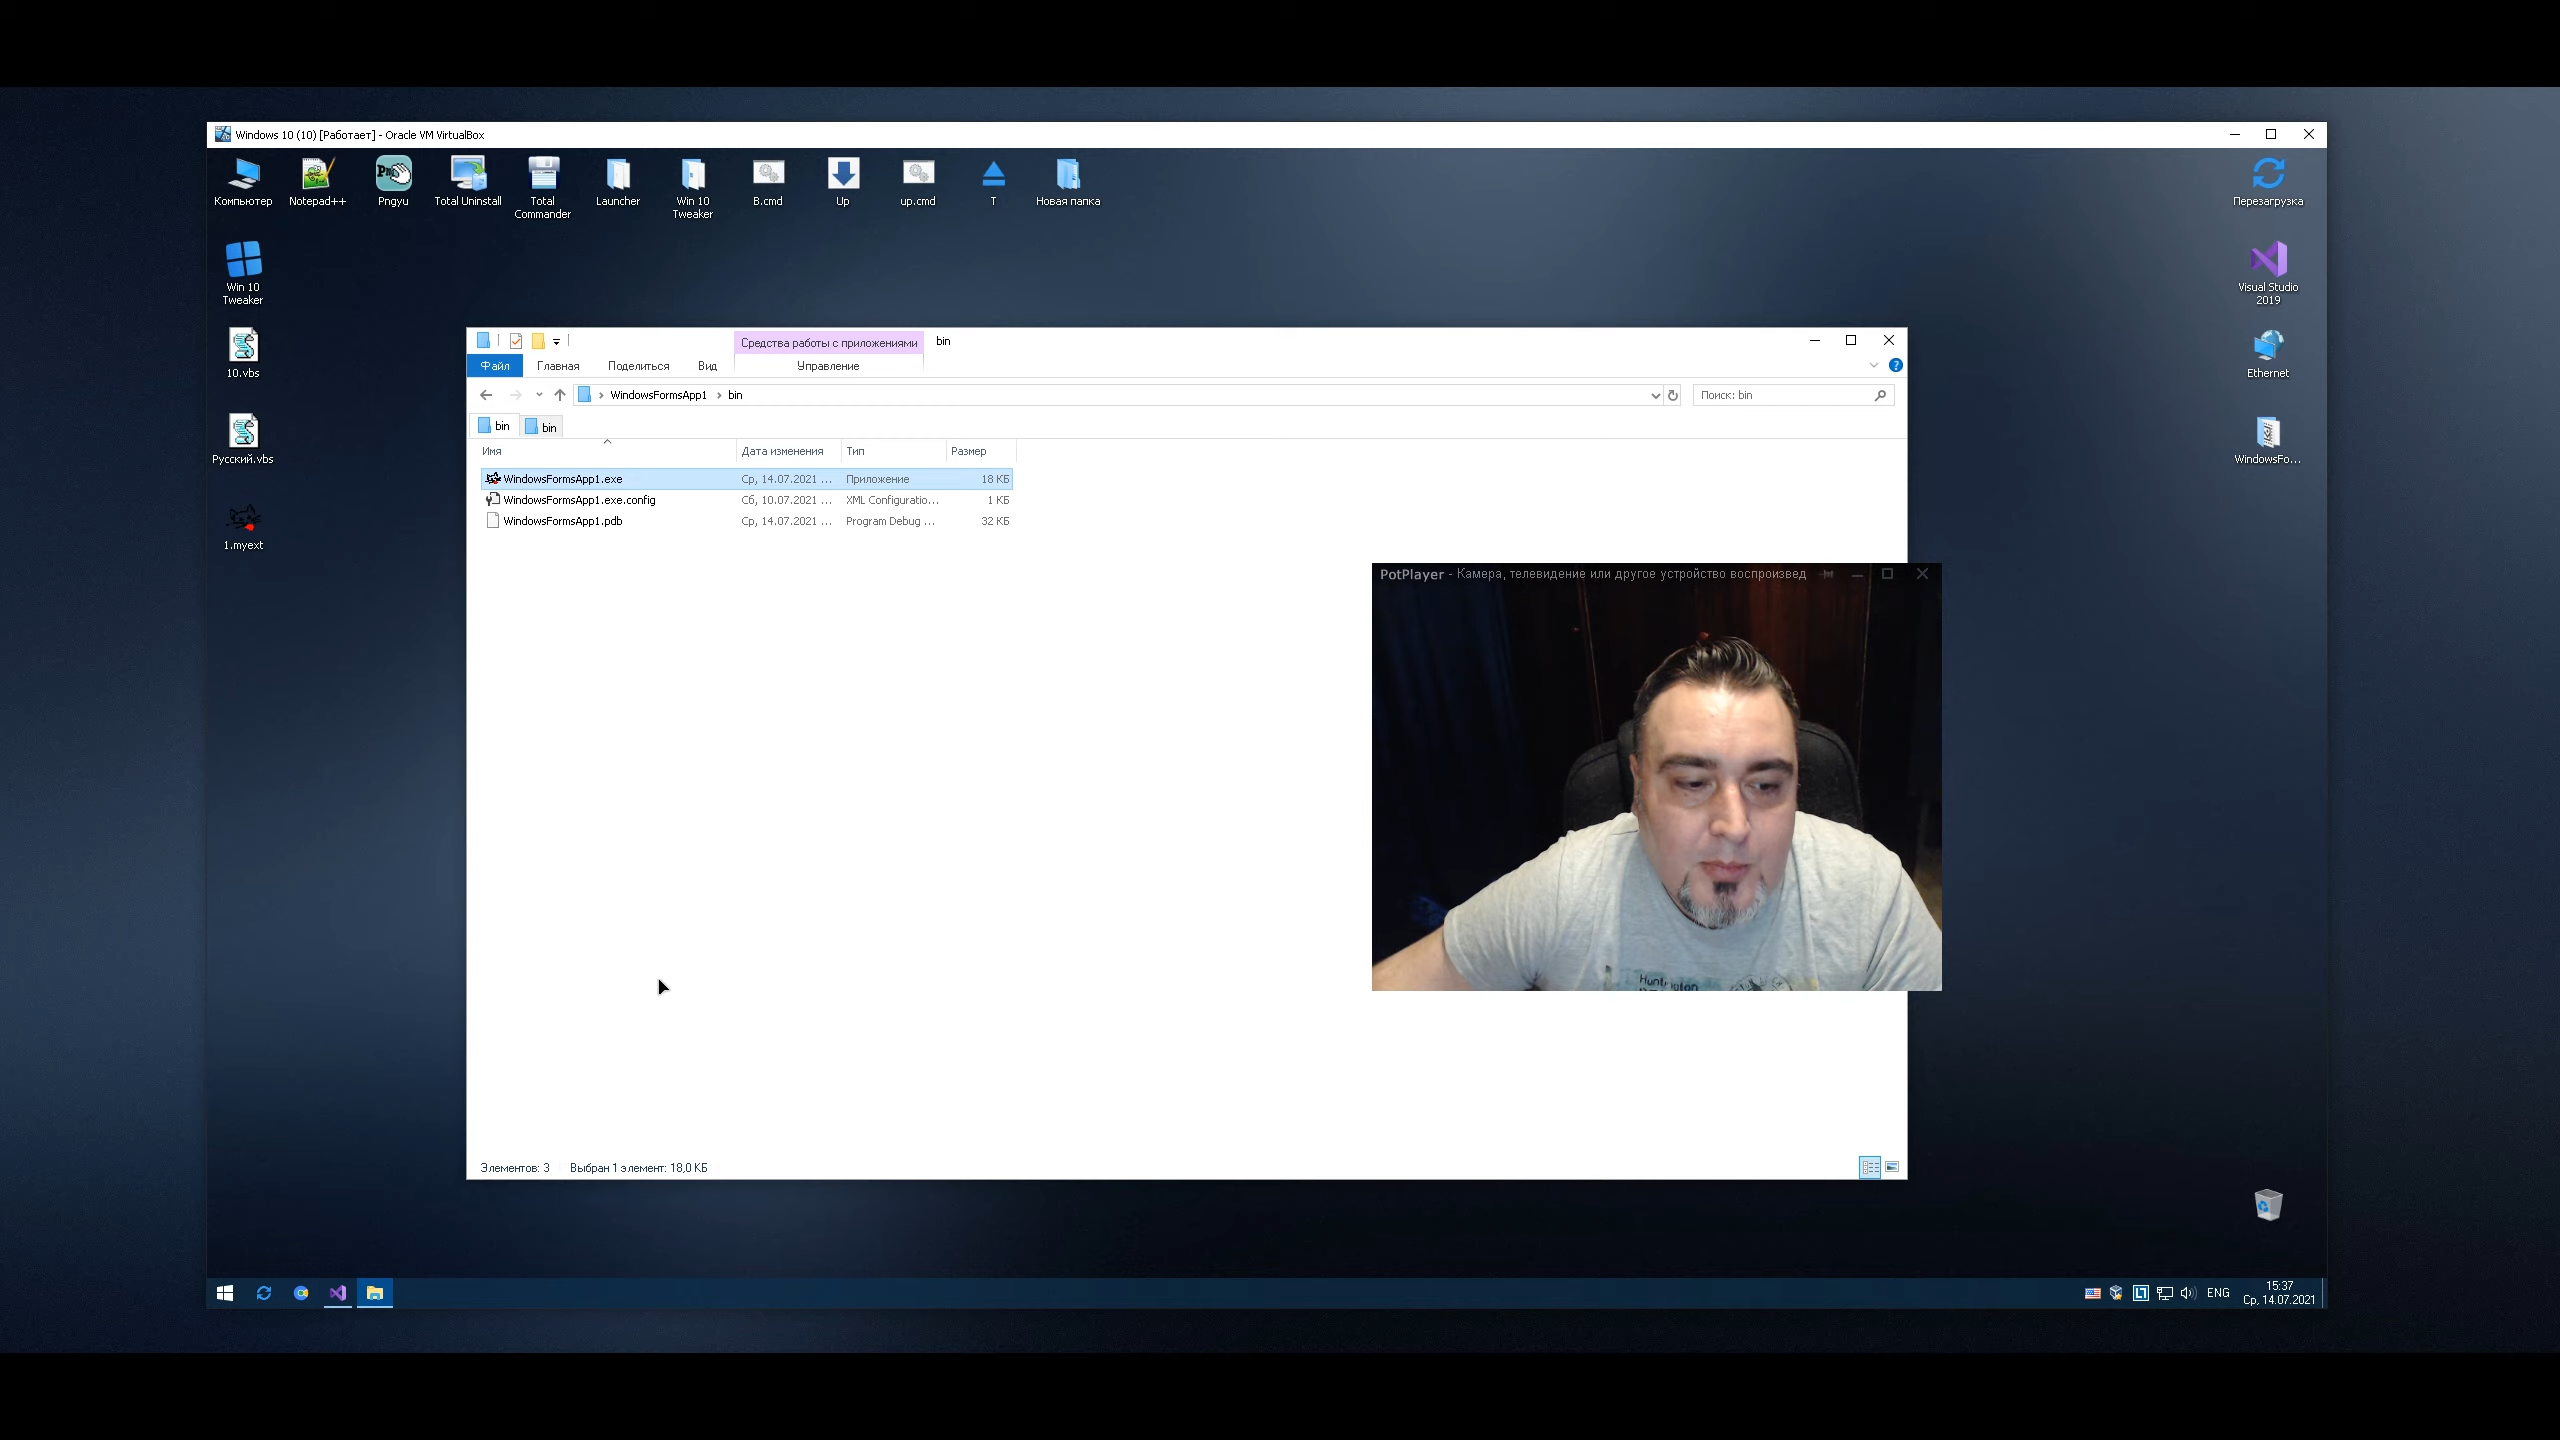 Windows 10 (10) [Работает] - Oracle VM VirtualBox
Компьютер
Notepad++
Pngyu
Total Uninstall
Total
Commander
Launcher
Win 10
Tweaker
B.cmd
Up
up.cmd
T
Новая папка
Перезагрузка
Win 10
Tweaker
Visual Studio
2019
10.vbs
Ethernet
Русский.vbs
WindowsFo...
1.myext
Средства работы с приложениями
bin
Файл
Главная
Поделиться
Вид
Управление
WindowsFormsApp1 > bin
Поиск: bin
bin
bin
Имя
Дата изменения
Тип
Размер
WindowsFormsApp1.exe
Ср, 14.07.2021 ...
Приложение
18 КБ
WindowsFormsApp1.exe.config
Сб, 10.07.2021 ...
XML Configuratio...
1 КБ
WindowsFormsApp1.pdb
Ср, 14.07.2021 ...
Program Debug ...
32 КБ
PotPlayer - Камера, телевидение или другое устройство воспроизвед
Huntington
Элементов: 3
Выбран 1 элемент: 18,0 КБ
ENG
15:37
Ср, 14.07.2021